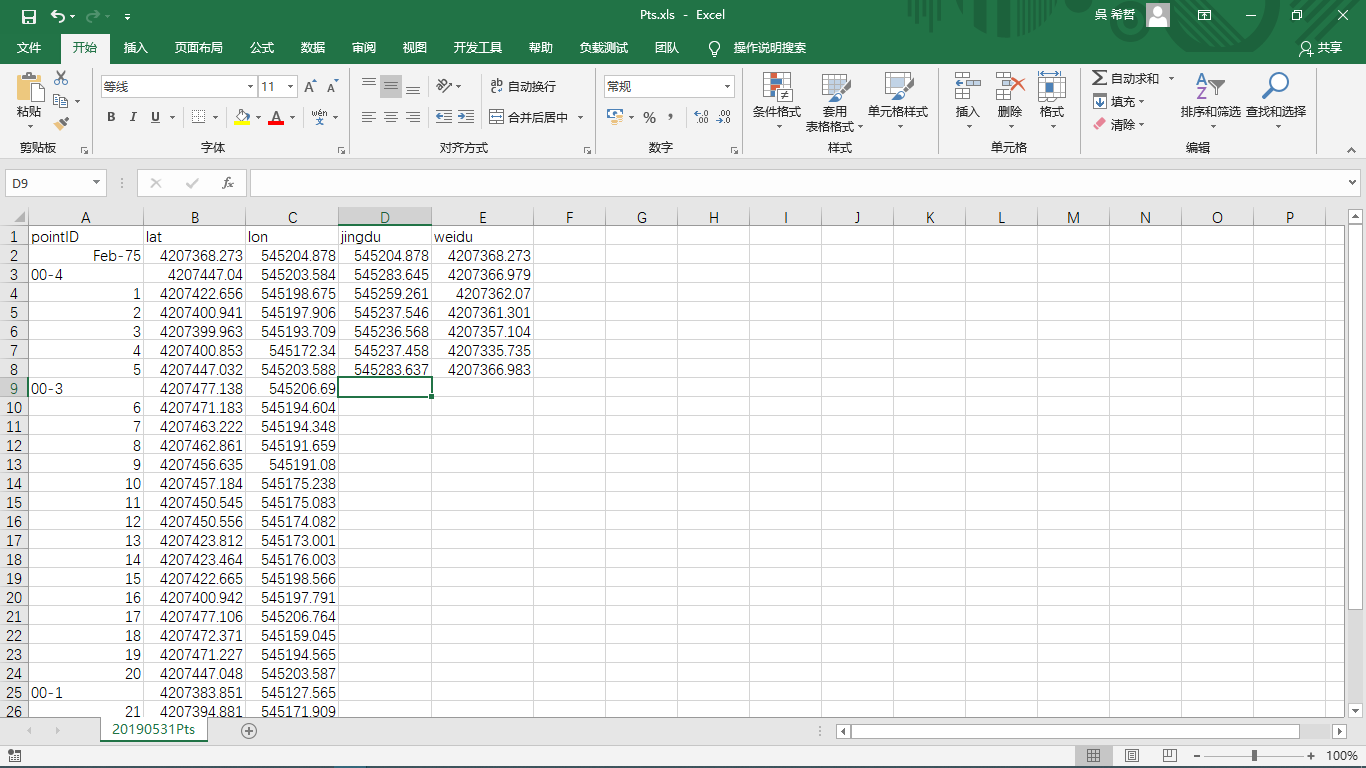 Pts.xls - Excel
吳 希哲
文件 开始 插入 页面布局 公式 数据 审阅 视图 开发工具 帮助 负载测试 团队 操作说明搜索 共享
等线 11 ab 自动换行 常规 自动求和
粘贴 条件格式 套用 表格格式 单元格样式 插入 删除 格式 填充 排序和筛选 查找和选择
B I U A wén 文 合并后居中 % 清除
剪贴板 字体 对齐方式 数字 样式 单元格 编辑
D9 fx
A B C D E F G H I J K L M N O P
1 pointID lat lon jingdu weidu
2 Feb-75 4207368.273 545204.878 545204.878 4207368.273
3 00-4 4207447.04 545203.584 545283.645 4207366.979
4 1 4207422.656 545198.675 545259.261 4207362.07
5 2 4207400.941 545197.906 545237.546 4207361.301
6 3 4207399.963 545193.709 545236.568 4207357.104
7 4 4207400.853 545172.34 545237.458 4207335.735
8 5 4207447.032 545203.588 545283.637 4207366.983
9 00-3 4207477.138 545206.69
10 6 4207471.183 545194.604
11 7 4207463.222 545194.348
12 8 4207462.861 545191.659
13 9 4207456.635 545191.08
14 10 4207457.184 545175.238
15 11 4207450.545 545175.083
16 12 4207450.556 545174.082
17 13 4207423.812 545173.001
18 14 4207423.464 545176.003
19 15 4207422.665 545198.566
20 16 4207400.942 545197.791
21 17 4207477.106 545206.764
22 18 4207472.371 545159.045
23 19 4207471.227 545194.565
24 20 4207447.048 545203.587
25 00-1 4207383.851 545127.565
26 21 4207394.881 545171.909
20190531Pts
100%